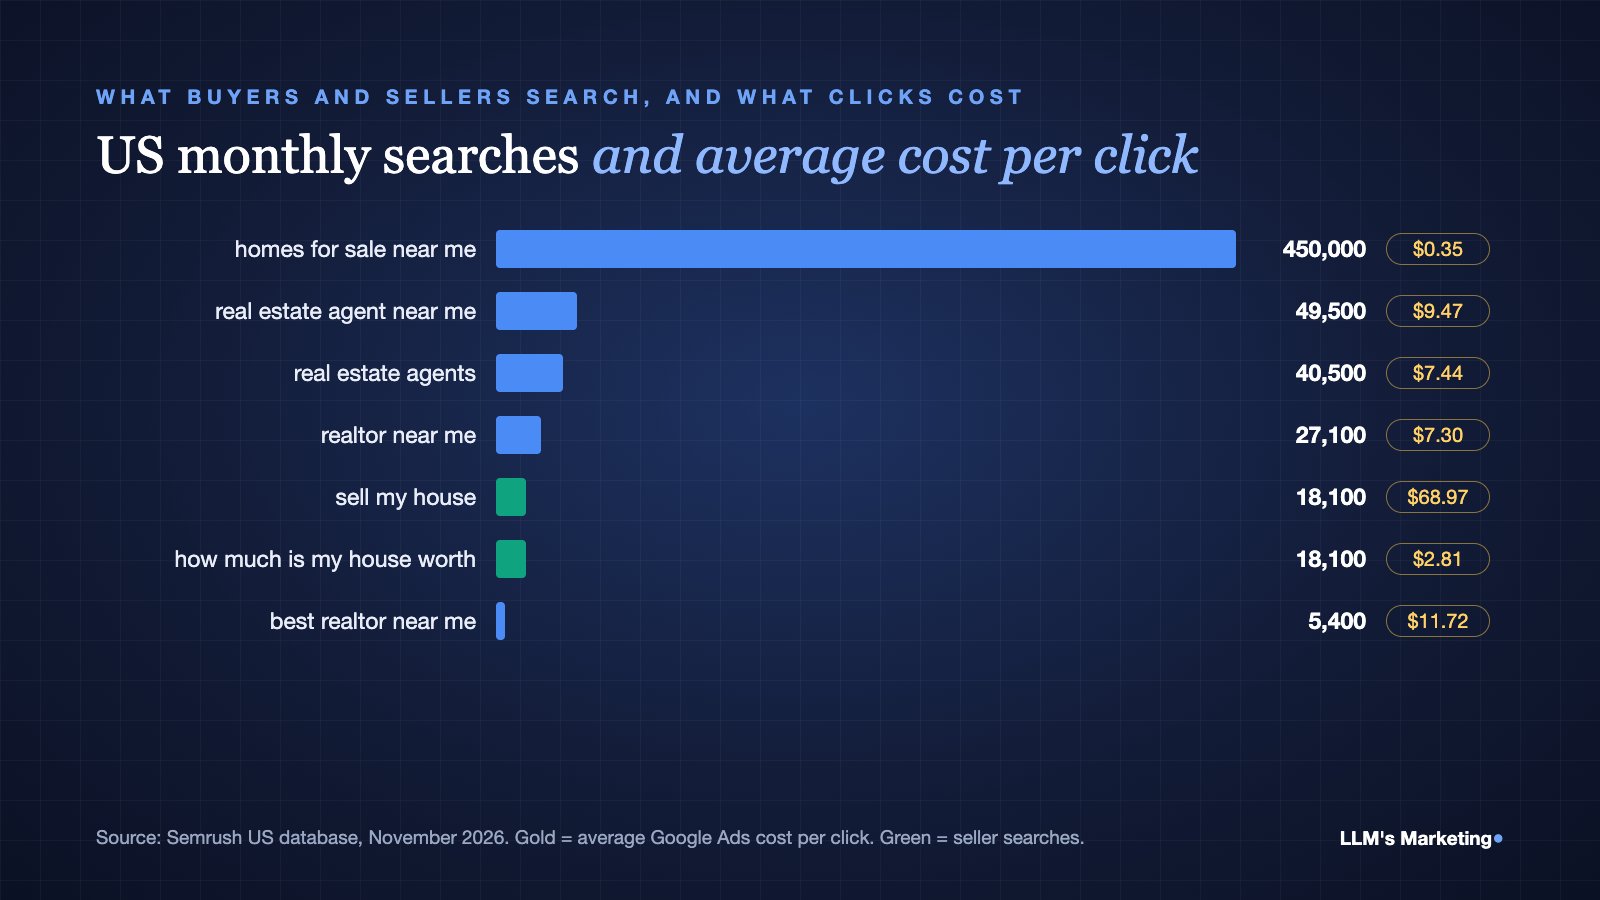 WHAT BUYERS AND SELLERS SEARCH, AND WHAT CLICKS COST
US monthly searches and average cost per click
homes for sale near me 450,000 $0.35
real estate agent near me 49,500 $9.47
real estate agents 40,500 $7.44
realtor near me 27,100 $7.30
sell my house 18,100 $68.97
how much is my house worth 18,100 $2.81
best realtor near me 5,400 $11.72
Source: Semrush US database, November 2026. Gold = average Google Ads cost per click. Green = seller searches.
LLM's Marketing